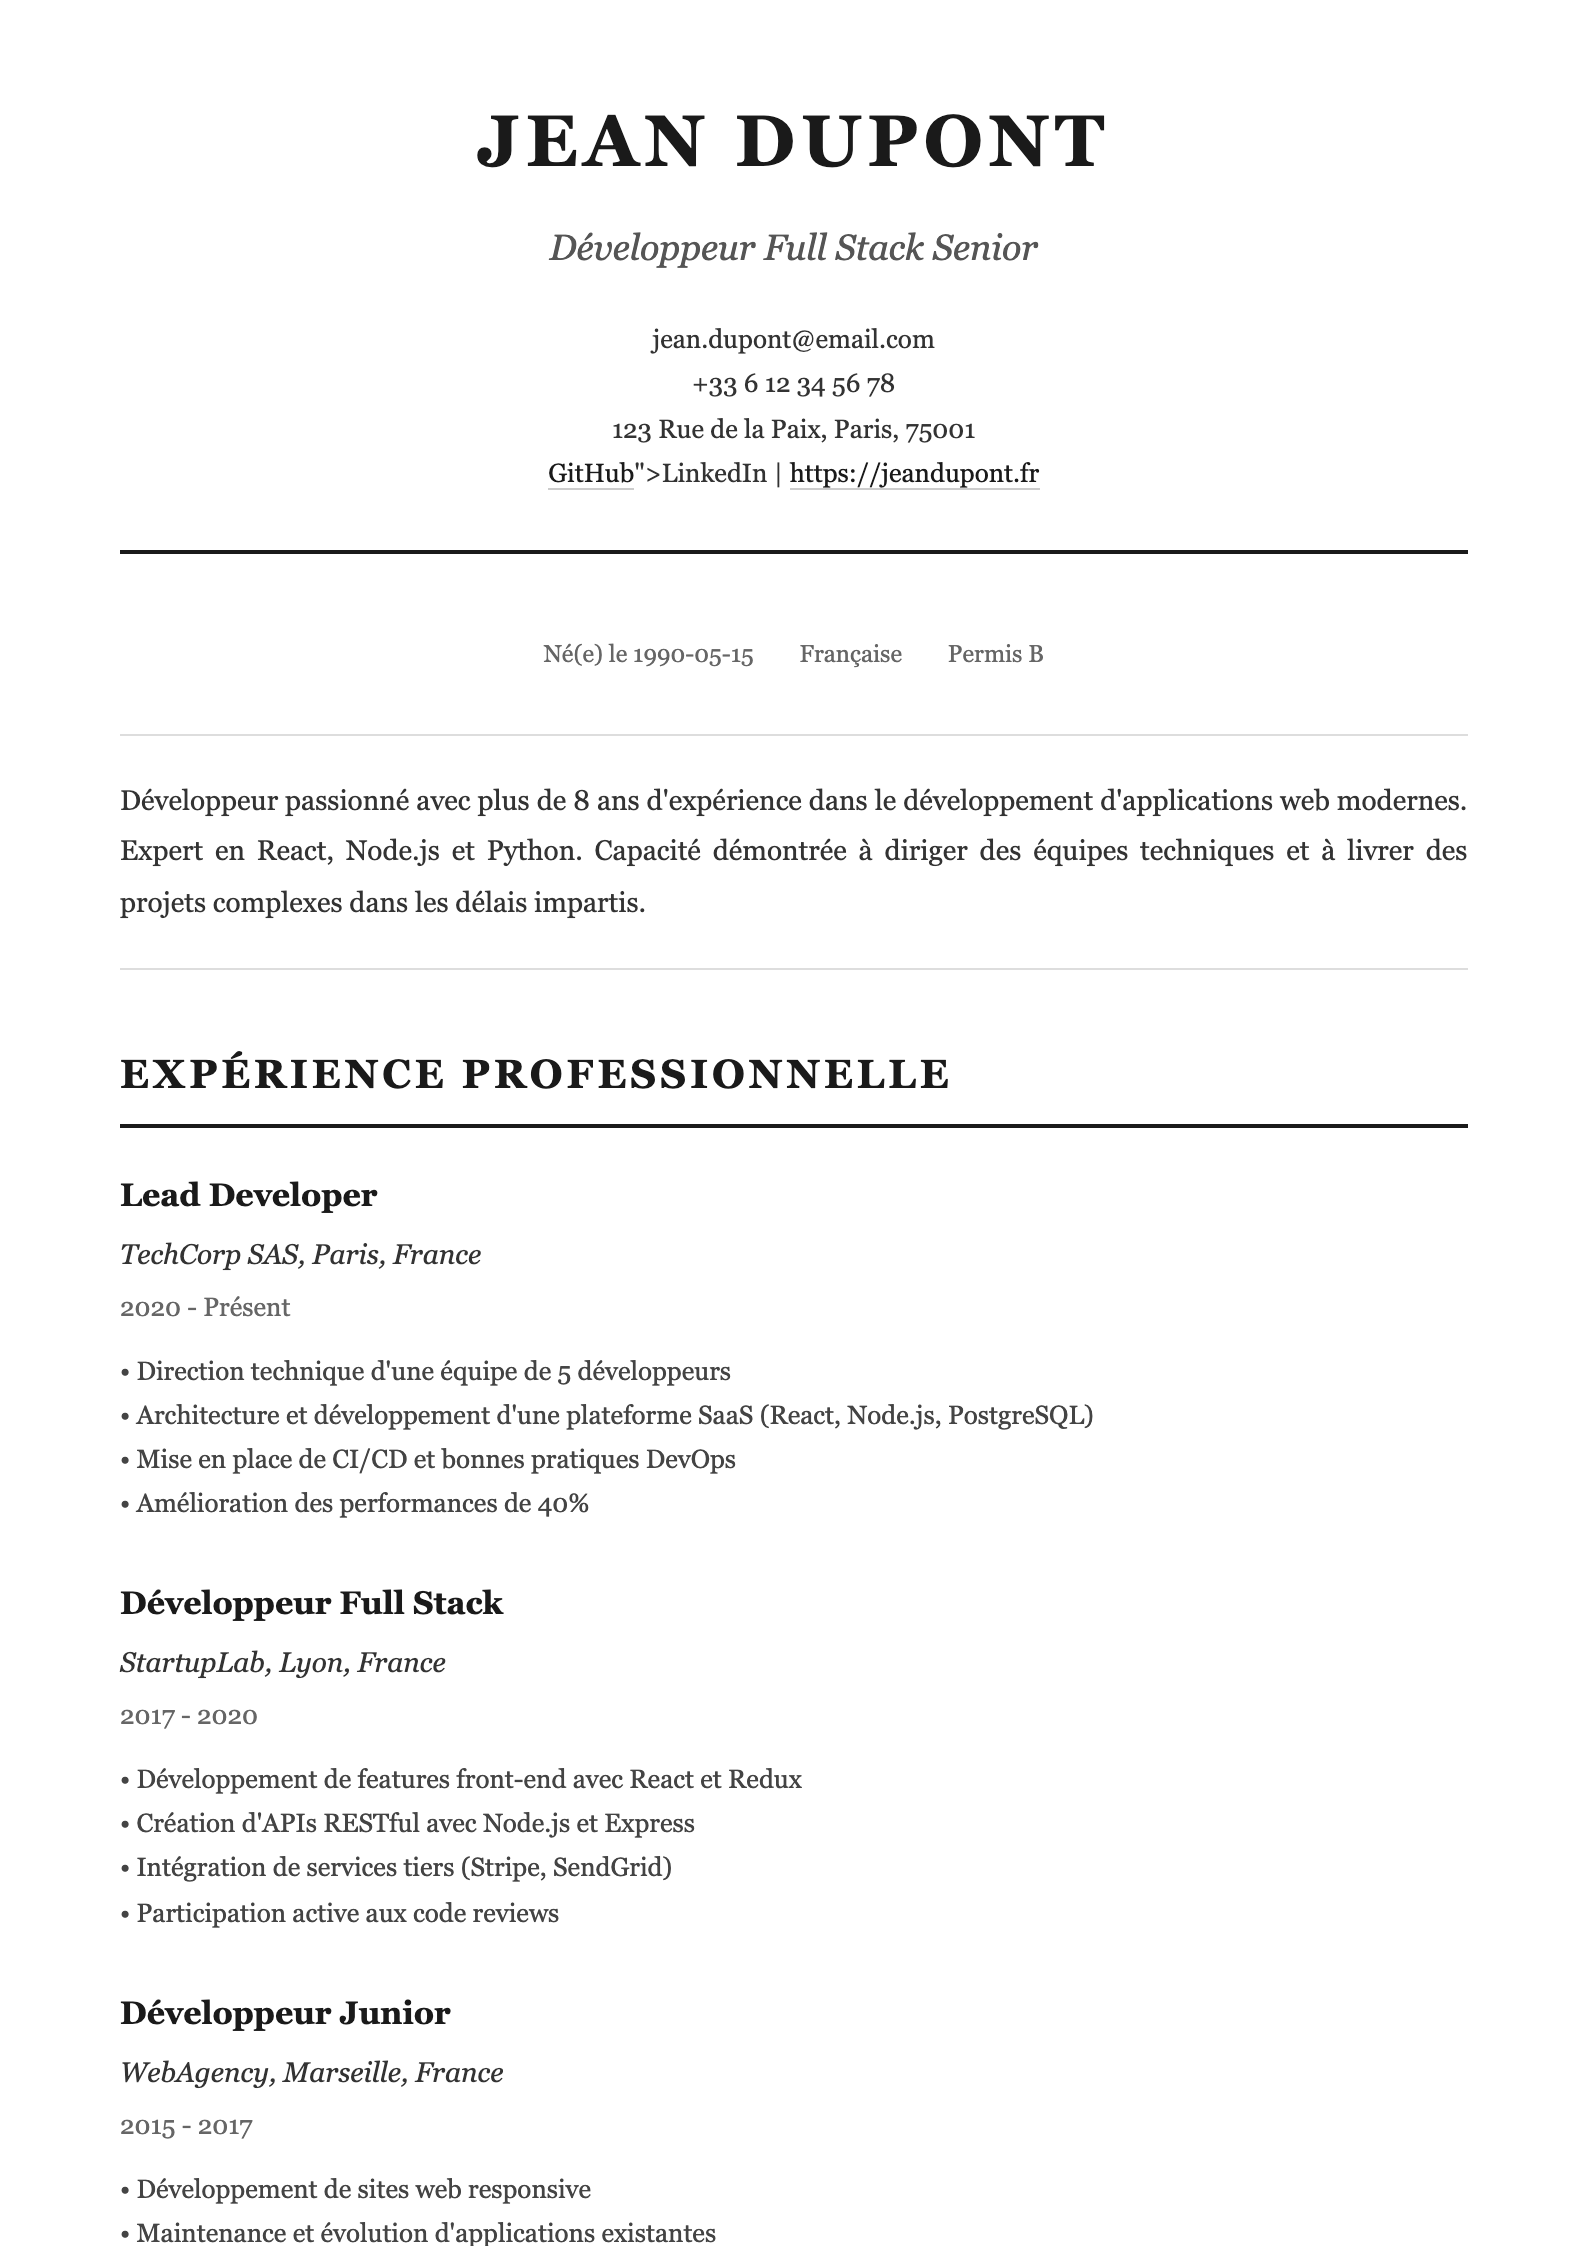 JEAN DUPONT
Développeur Full Stack Senior
jean.dupont@email.com
+33 6 12 34 56 78
123 Rue de la Paix, Paris, 75001
GitHub">LinkedIn | https://jeandupont.fr
Né(e) le 1990-05-15 Française Permis B
Développeur passionné avec plus de 8 ans d'expérience dans le développement d'applications web modernes.
Expert en React, Node.js et Python. Capacité démontrée à diriger des équipes techniques et à livrer des
projets complexes dans les délais impartis.
EXPÉRIENCE PROFESSIONNELLE
Lead Developer
TechCorp SAS, Paris, France
2020 - Présent
• Direction technique d'une équipe de 5 développeurs
• Architecture et développement d'une plateforme SaaS (React, Node.js, PostgreSQL)
• Mise en place de CI/CD et bonnes pratiques DevOps
• Amélioration des performances de 40%
Développeur Full Stack
StartupLab, Lyon, France
2017 - 2020
• Développement de features front-end avec React et Redux
• Création d'APIs RESTful avec Node.js et Express
• Intégration de services tiers (Stripe, SendGrid)
• Participation active aux code reviews
Développeur Junior
WebAgency, Marseille, France
2015 - 2017
• Développement de sites web responsive
• Maintenance et évolution d'applications existantes